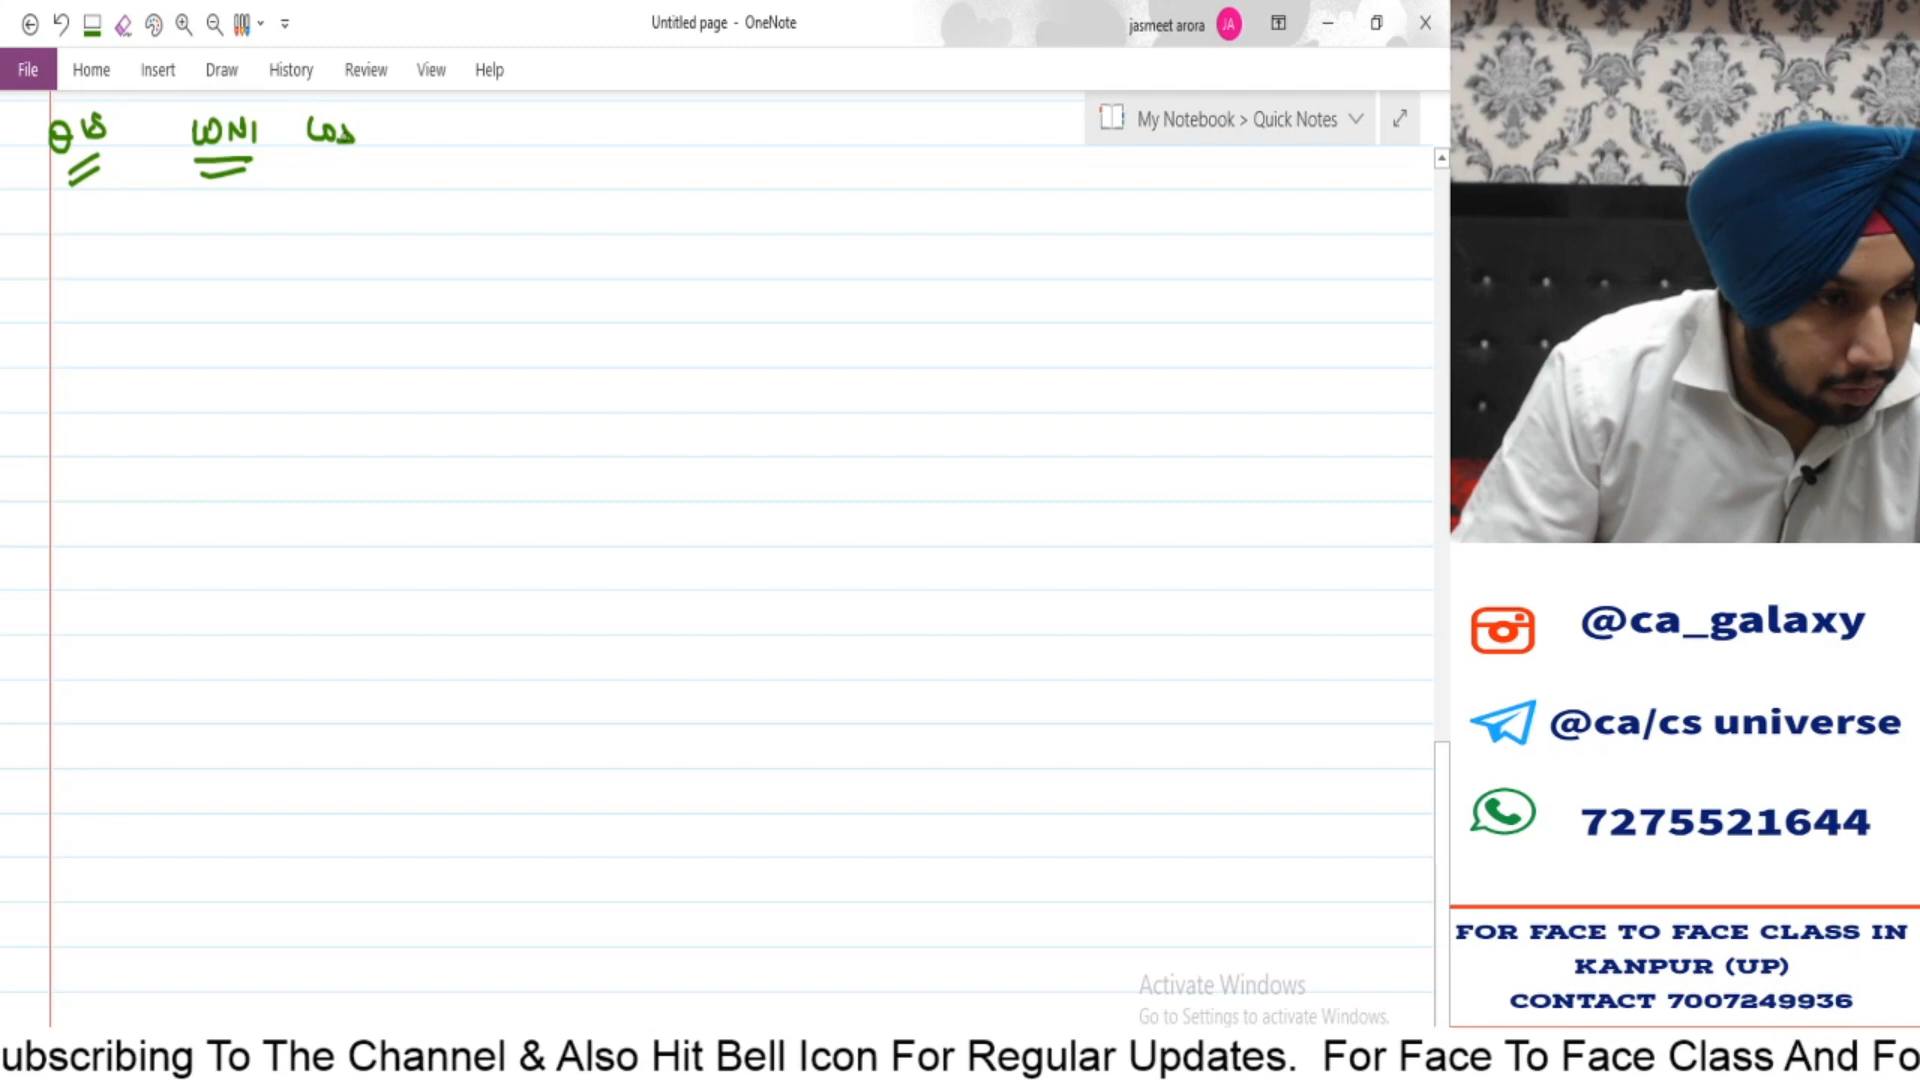 Untitled page - OneNote
jasmeet arora
JA
File Home Insert Draw History Review View Help
My Notebook > Quick Notes
WN1 Cos
@ca_galaxy
@ca/cs universe
7275521644
FOR FACE TO FACE CLASS IN
KANPUR (UP)
CONTACT 7007249936
Activate Windows
Go to Settings to activate Windows.
ubscribing To The Channel & Also Hit Bell Icon For Regular Updates. For Face To Face Class And Fo